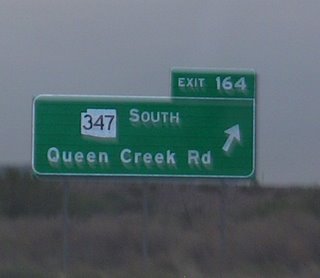 EXIT 164
347 SOUTH
Queen Creek Rd